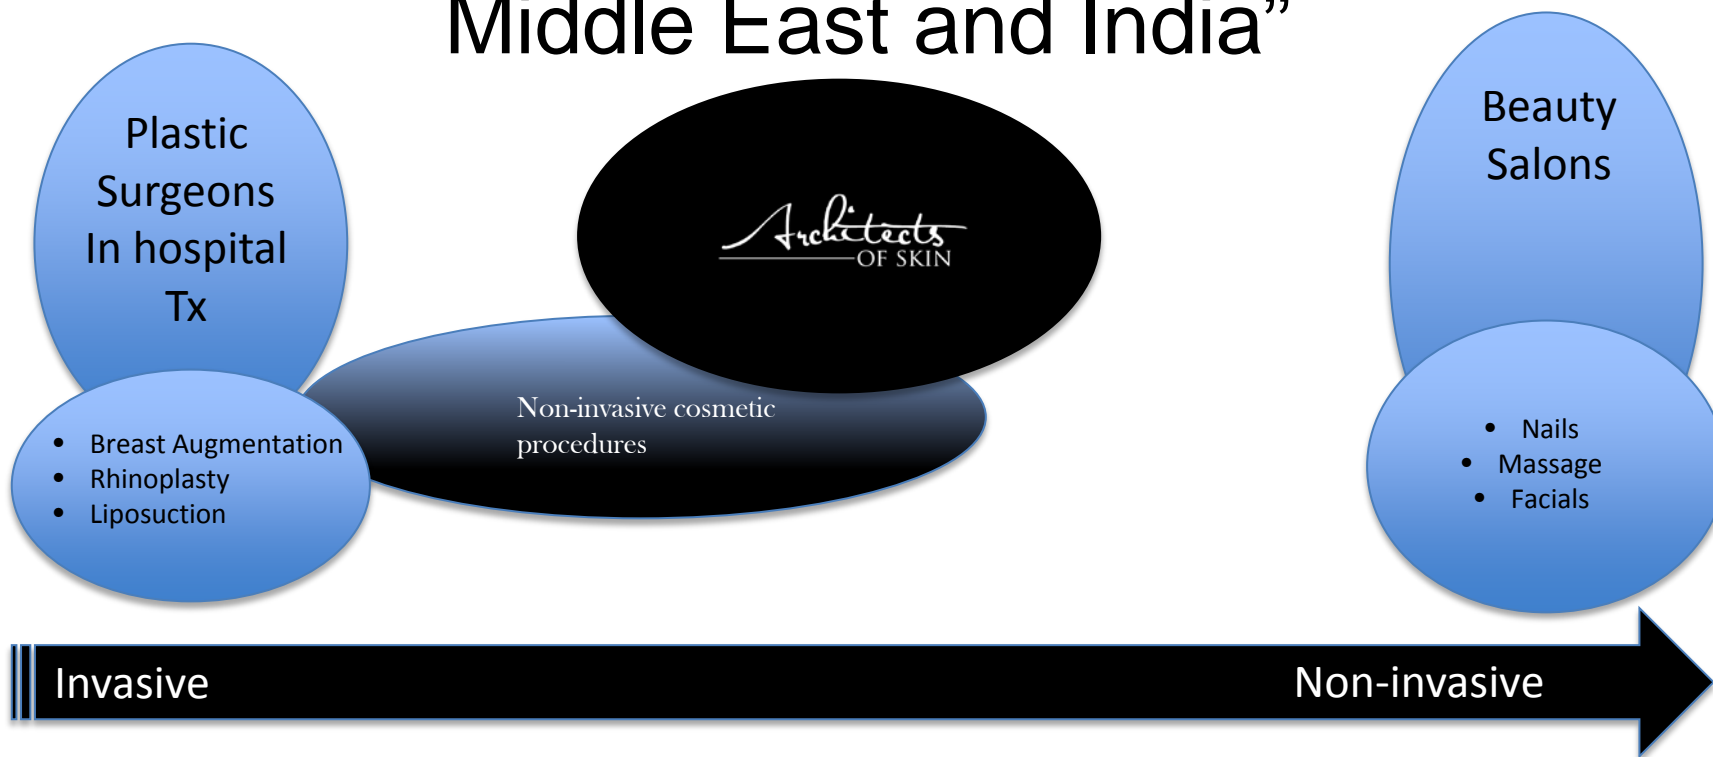 Middle East and India”
Plastic
Surgeons
In hospital
Tx
Architects
OF SKIN
Beauty
Salons
Non-invasive cosmetic
procedures
• Breast Augmentation
• Rhinoplasty
• Liposuction
• Nails
• Massage
• Facials
Invasive
Non-invasive